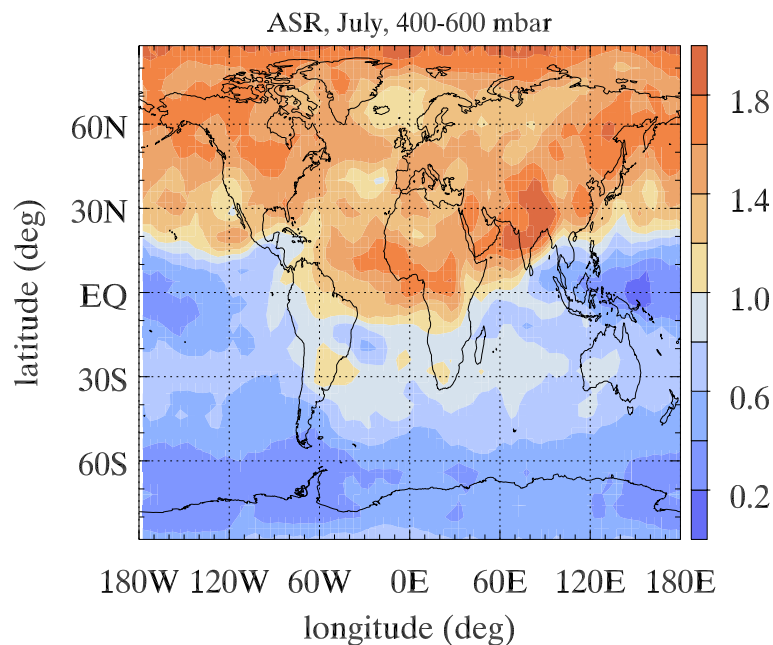 ASR, July, 400-600 mbar
60N
30N
EQ
30S
60S
latitude (deg)
180W 120W 60W 0E 60E 120E 180E
longitude (deg)
1.8
1.4
1.0
0.6
0.2